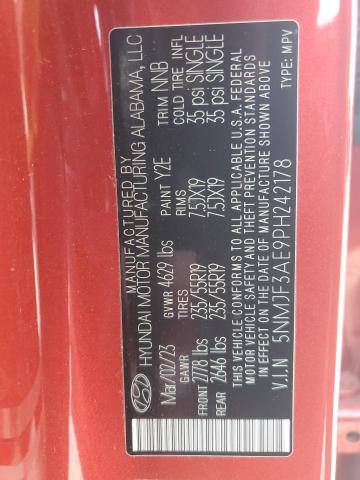 HYUNDAI MOTOR MANUFACTURING ALABAMA, LLC
Mar/02/23 GVWR 4629 lbs PAINT Y2E TRIM NNB
GAWR TIRES RIMS COLD TIRE INFL
FRONT 2778 lbs 235/55R19 7.5JX19 35 psi SINGLE
REAR 2646 lbs 235/55R19 7.5JX19 35 psi SINGLE
THIS VEHICLE CONFORMS TO ALL APPLICABLE U.S.A. FEDERAL
MOTOR VEHICLE SAFETY AND THEFT PREVENTION STANDARDS
IN EFFECT ON THE DATE OF MANUFACTURE SHOWN ABOVE
V.I.N 5NMJF3AE9PH242178 TYPE: MPV